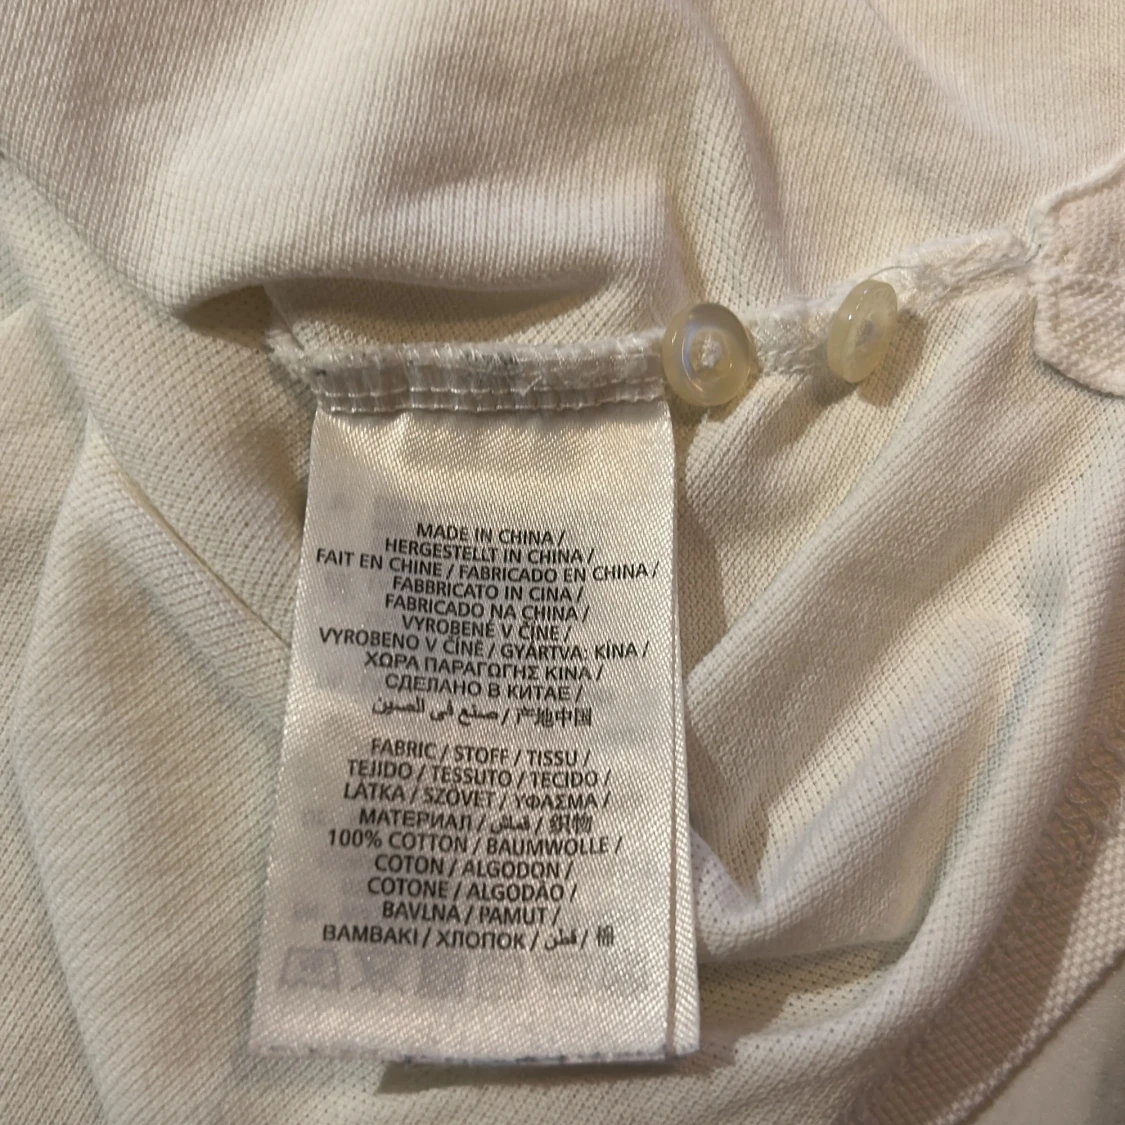 MADE IN CHINA /
HERGESTELLT IN CHINA /
FAIT EN CHINE / FABRICADO EN CHINA /
FABBRICATO IN CINA /
FABRICADO NA CHINA /
VYROBENÉ V ČÍNE /
VYROBENO V ČÍNĚ / GYÁRTVA: KÍNA /
ΧΩΡΑ ΠΑΡΑΓΩΓΗΣ ΚΙΝΑ /
СДЕЛАНО В КИТАЕ /
صنع في الصين / 产地中国
FABRIC / STOFF / TISSU /
TEJIDO / TESSUTO / TECIDO /
LÁTKA / SZÖVET / ΥΦΑΣΜΑ /
МАТЕРИАЛ / قماش / 织物
100% COTTON / BAUMWOLLE /
COTON / ALGODON /
COTONE / ALGODÃO /
BAVLNA / PAMUT /
ΒΑΜΒΑΚΙ / ХЛОПОК / قطن / 棉